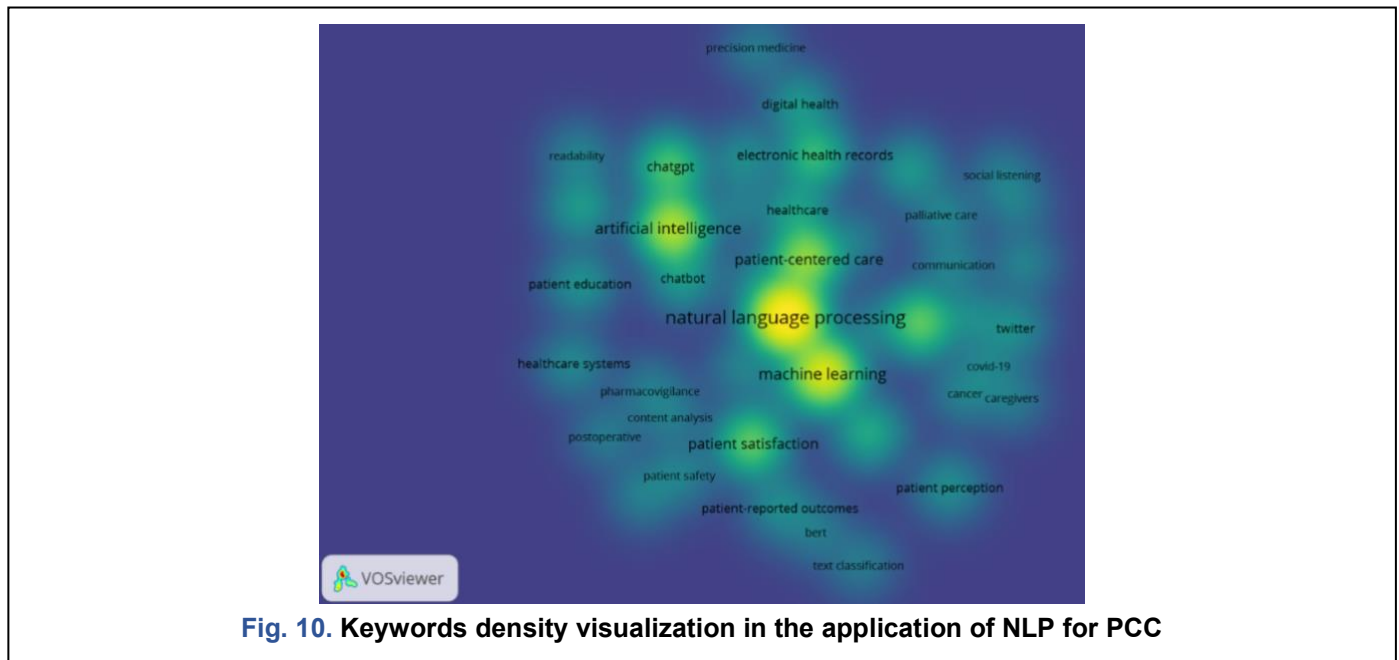 precision medicine
digital health
readability
chatgpt
electronic health records
social listening
healthcare
palliative care
artificial intelligence
patient-centered care
communication
patient education
chatbot
natural language processing
twitter
healthcare systems
machine learning
covid-19
pharmacovigilance
cancer
caregivers
content analysis
postoperative
patient satisfaction
patient safety
patient perception
patient-reported outcomes
bert
text classification
VOSviewer
Fig. 10. Keywords density visualization in the application of NLP for PCC